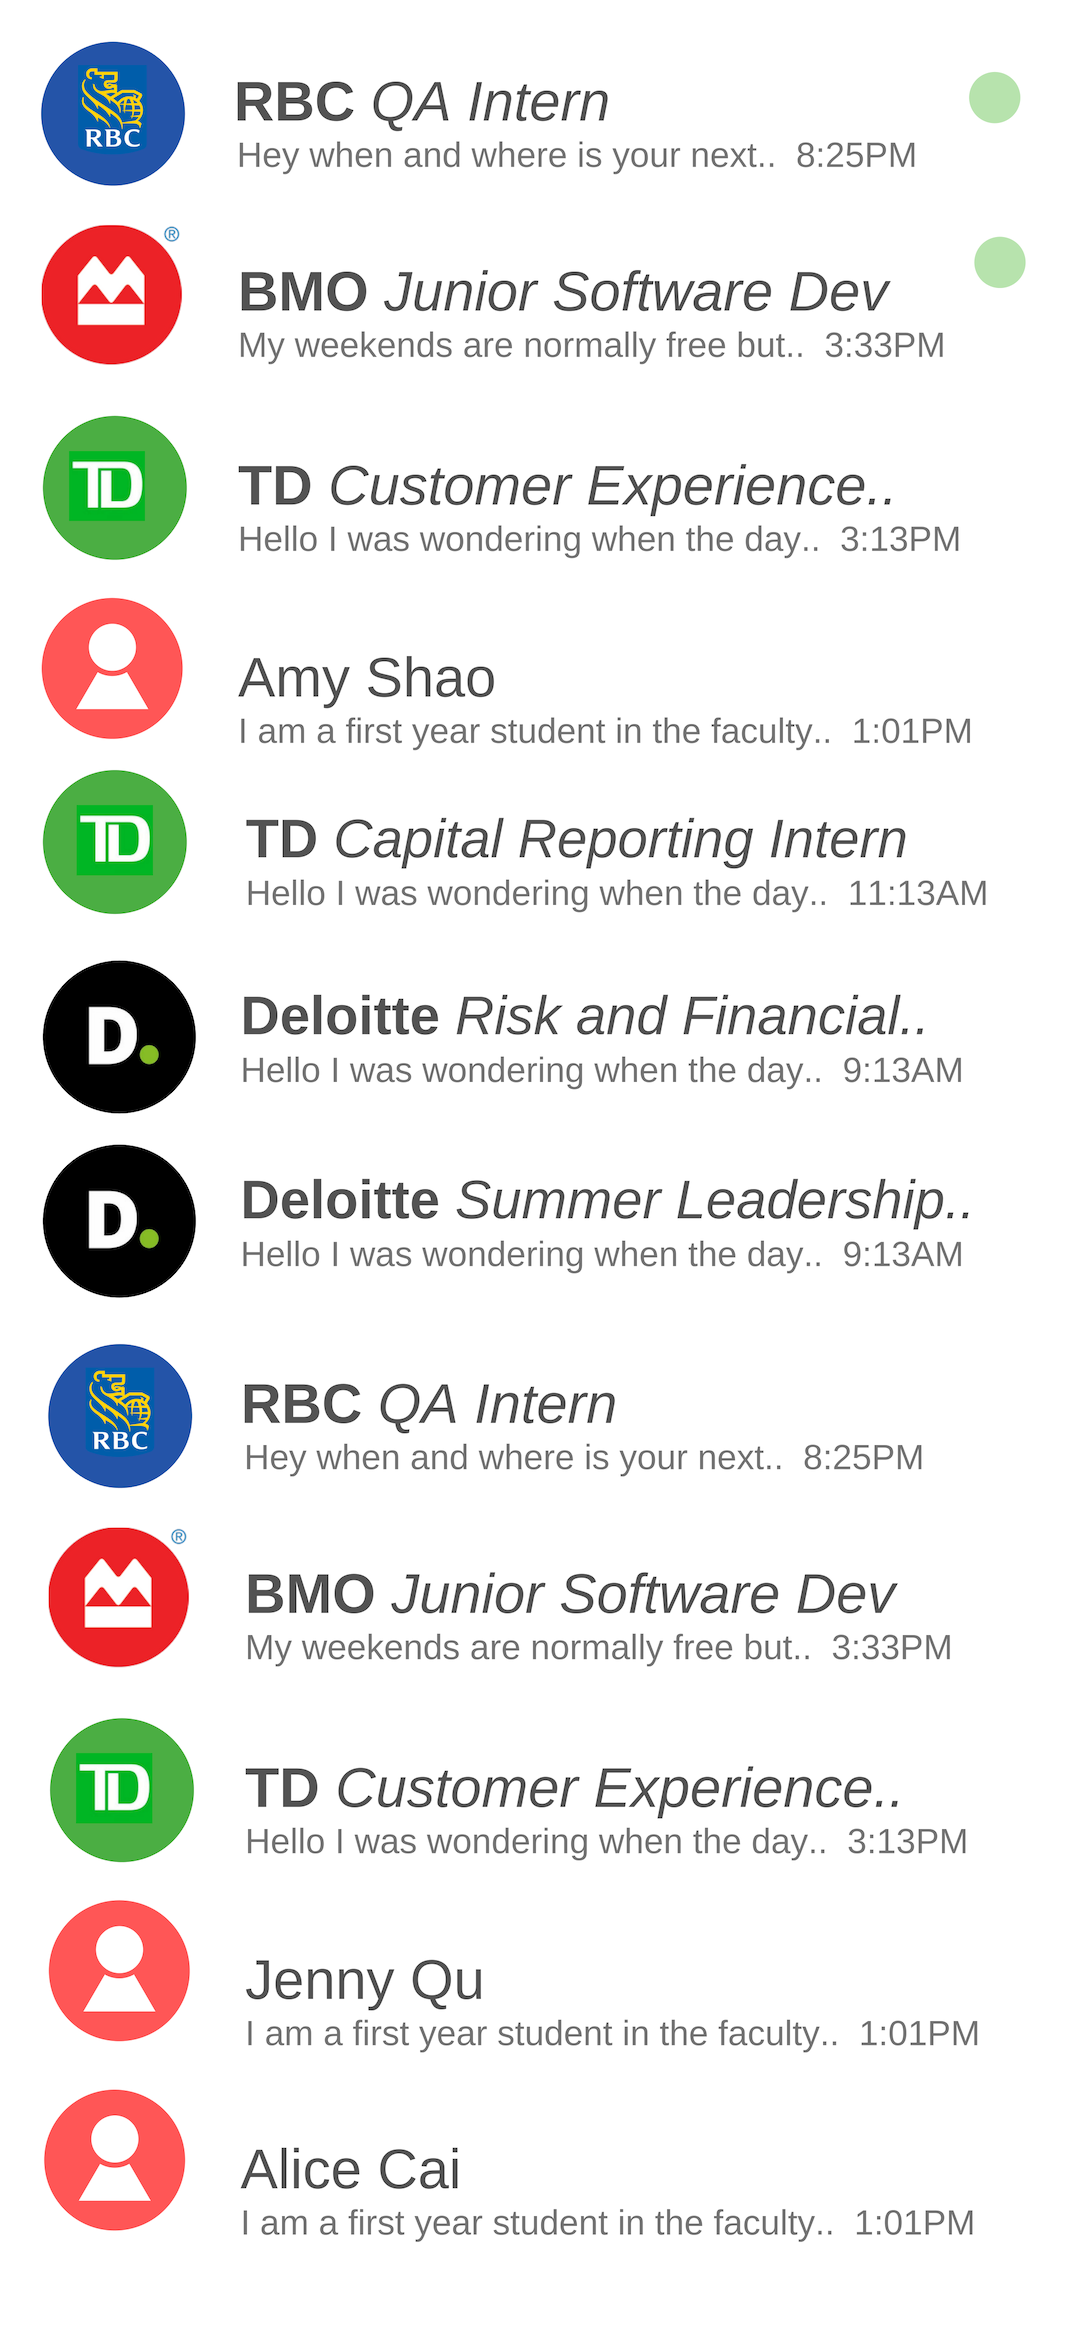 RBC
RBC QA Intern
Hey when and where is your next.. 8:25PM
®
BMO Junior Software Dev
My weekends are normally free but.. 3:33PM
TD
TD Customer Experience..
Hello I was wondering when the day.. 3:13PM
Amy Shao
I am a first year student in the faculty.. 1:01PM
TD
TD Capital Reporting Intern
Hello I was wondering when the day.. 11:13AM
D.
Deloitte Risk and Financial..
Hello I was wondering when the day.. 9:13AM
D.
Deloitte Summer Leadership..
Hello I was wondering when the day.. 9:13AM
RBC
RBC QA Intern
Hey when and where is your next.. 8:25PM
®
BMO Junior Software Dev
My weekends are normally free but.. 3:33PM
TD
TD Customer Experience..
Hello I was wondering when the day.. 3:13PM
Jenny Qu
I am a first year student in the faculty.. 1:01PM
Alice Cai
I am a first year student in the faculty.. 1:01PM